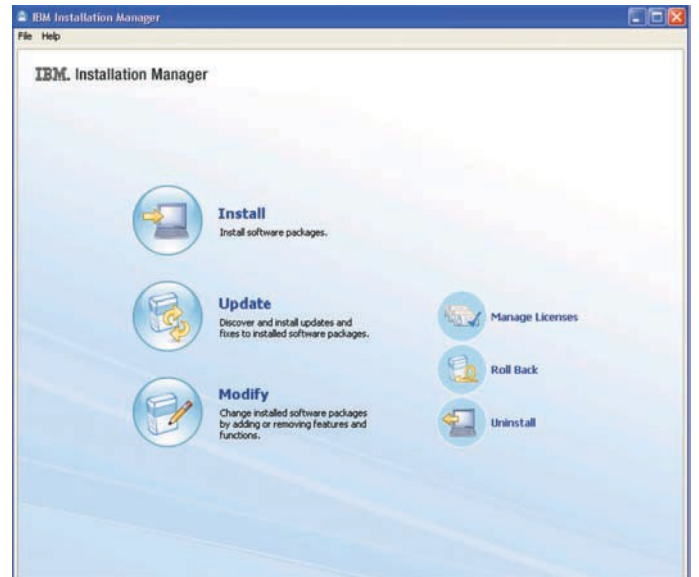 IBM Installation Manager
File Help
IBM. Installation Manager
Install
Install software packages.
Update
Discover and install updates and
fixes to installed software packages.
Modify
Change installed software packages
by adding or removing features and
functions.
Manage Licenses
Roll Back
Uninstall